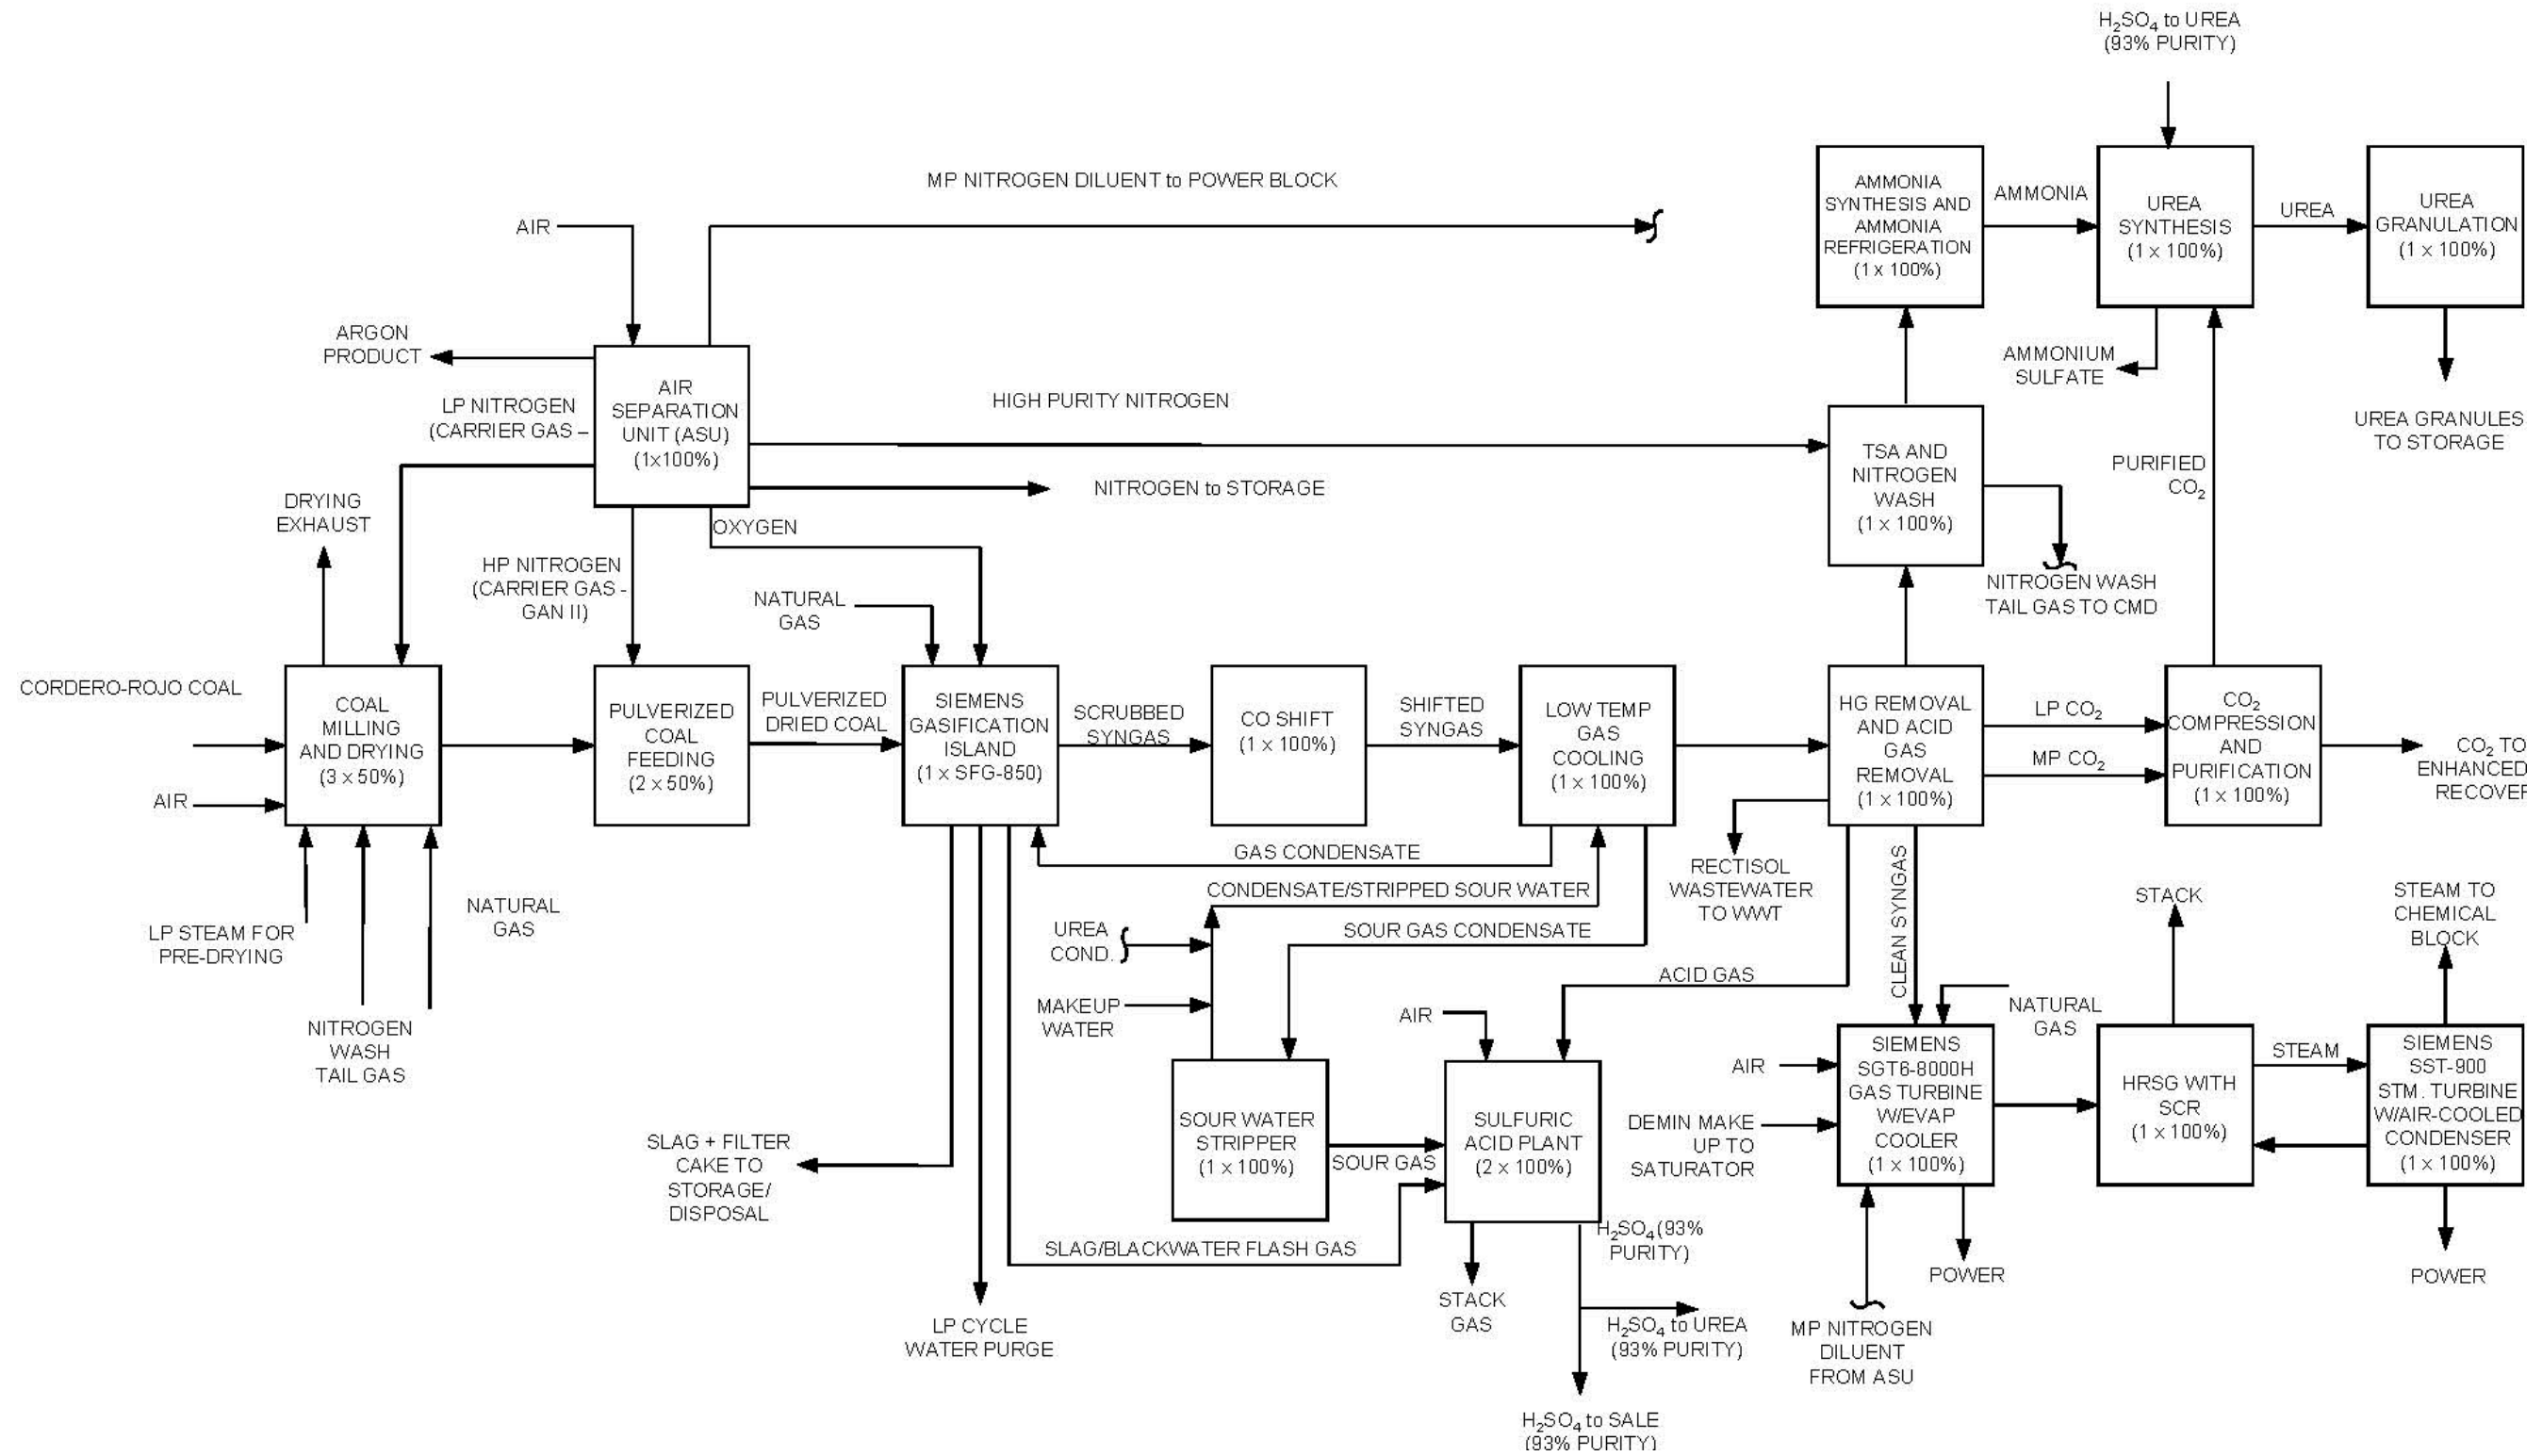 H₂SO₄ to UREA
(93% PURITY)
MP NITROGEN DILUENT to POWER BLOCK
AIR
AMMONIA
SYNTHESIS AND
AMMONIA
REFRIGERATION
(1 x 100%)
AMMONIA
UREA
SYNTHESIS
(1 x 100%)
UREA
UREA
GRANULATION
(1 x 100%)
ARGON
PRODUCT
AIR
SEPARATION
UNIT (ASU)
(1x100%)
LP NITROGEN
(CARRIER GAS –
HIGH PURITY NITROGEN
AMMONIUM
SULFATE
UREA GRANULES
TO STORAGE
TSA AND
NITROGEN
WASH
(1 x 100%)
PURIFIED
CO₂
NITROGEN to STORAGE
DRYING
EXHAUST
OXYGEN
HP NITROGEN
(CARRIER GAS -
GAN II)
NATURAL
GAS
NITROGEN WASH
TAIL GAS TO CMD
CORDERO-ROJO COAL
COAL
MILLING
AND DRYING
(3 x 50%)
AIR
PULVERIZED
COAL
FEEDING
(2 x 50%)
PULVERIZED
DRIED COAL
SIEMENS
GASIFICATION
ISLAND
(1 x SFG-850)
SCRUBBED
SYNGAS
CO SHIFT
(1 x 100%)
SHIFTED
SYNGAS
LOW TEMP
GAS
COOLING
(1 x 100%)
HG REMOVAL
AND ACID
GAS
REMOVAL
(1 x 100%)
LP CO₂
MP CO₂
CO₂
COMPRESSION
AND
PURIFICATION
(1 x 100%)
CO₂ TO
ENHANCED
RECOVER
GAS CONDENSATE
CONDENSATE/STRIPPED SOUR WATER
RECTISOL
WASTEWATER
TO WWT
CLEAN SYNGAS
STACK
STEAM TO
CHEMICAL
BLOCK
LP STEAM FOR
PRE-DRYING
NATURAL
GAS
UREA
COND.
SOUR GAS CONDENSATE
ACID GAS
MAKEUP
WATER
AIR
NATURAL
GAS
NITROGEN
WASH
TAIL GAS
AIR
SIEMENS
SGT6-8000H
GAS TURBINE
W/EVAP
COOLER
(1 x 100%)
HRSG WITH
SCR
(1 x 100%)
STEAM
SIEMENS
SST-900
STM. TURBINE
W/AIR-COOLED
CONDENSER
(1 x 100%)
SLAG + FILTER
CAKE TO
STORAGE/
DISPOSAL
SOUR WATER
STRIPPER
(1 x 100%)
SOUR GAS
SULFURIC
ACID PLANT
(2 x 100%)
DEMIN MAKE
UP TO
SATURATOR
SLAG/BLACKWATER FLASH GAS
H₂SO₄ (93%
PURITY)
POWER
POWER
LP CYCLE
WATER PURGE
STACK
GAS
H₂SO₄ to UREA
(93% PURITY)
MP NITROGEN
DILUENT
FROM ASU
H₂SO₄ to SALE
(93% PURITY)